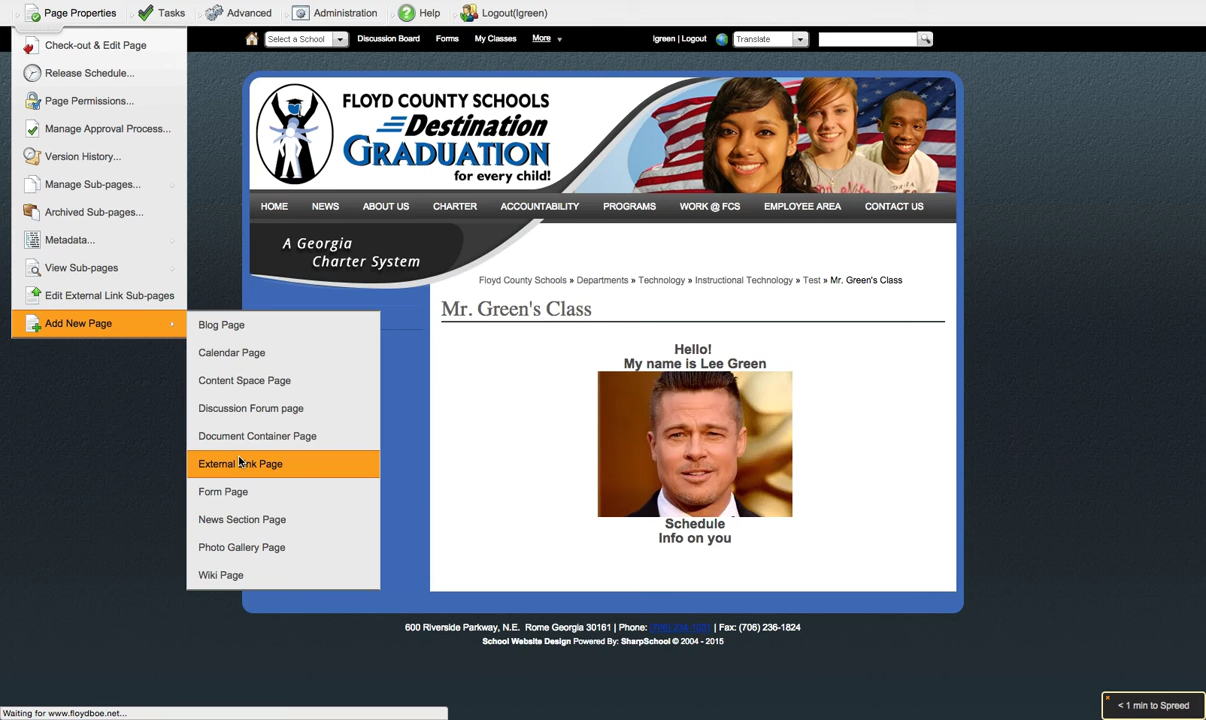 Page Properties
Tasks
Advanced
Administration
Help
Logout(lgreen)
Check-out & Edit Page
Release Schedule...
Page Permissions...
Manage Approval Process...
Version History...
Manage Sub-pages...
Archived Sub-pages...
Metadata...
View Sub-pages
Edit External Link Sub-pages
Add New Page
Blog Page
Calendar Page
Content Space Page
Discussion Forum page
Document Container Page
External Link Page
Form Page
News Section Page
Photo Gallery Page
Wiki Page
Select a School
Discussion Board
Forms
My Classes
More
lgreen | Logout
Translate
FLOYD COUNTY SCHOOLS
Destination
GRADUATION
for every child!
HOME
NEWS
ABOUT US
CHARTER
ACCOUNTABILITY
PROGRAMS
WORK @ FCS
EMPLOYEE AREA
CONTACT US
A Georgia
Charter System
Floyd County Schools » Departments » Technology » Instructional Technology » Test » Mr. Green's Class
Mr. Green's Class
Hello!
My name is Lee Green
Schedule
Info on you
600 Riverside Parkway, N.E. Rome Georgia 30161 | Phone: | Fax: (706) 236-1824
School Website Design Powered By: SharpSchool © 2004 - 2015
Waiting for www.floydboe.net...
< 1 min to Spreed